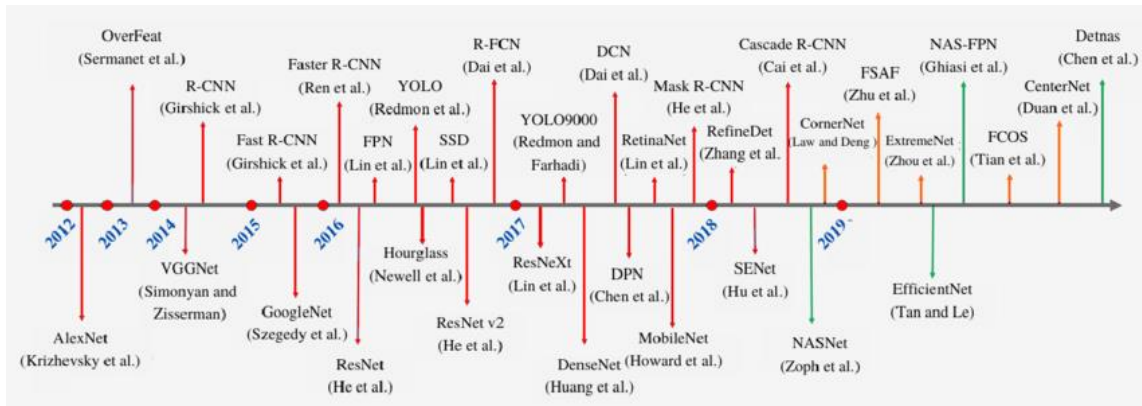 OverFeat
(Sermanet et al.)
R-CNN
(Girshick et al.)
Fast R-CNN
(Girshick et al.)
Faster R-CNN
(Ren et al.)
FPN
(Lin et al.)
YOLO
(Redmon et al.)
SSD
(Lin et al.)
R-FCN
(Dai et al.)
YOLO9000
(Redmon and
Farhadi)
DCN
(Dai et al.)
RetinaNet
(Lin et al.)
Mask R-CNN
(He et al.)
RefineDet
(Zhang et al.
Cascade R-CNN
(Cai et al.)
CornerNet
(Law and Deng )
FSAF
(Zhu et al.)
ExtremeNet
(Zhou et al.)
NAS-FPN
(Ghiasi et al.)
FCOS
(Tian et al.)
CenterNet
(Duan et al.)
Detnas
(Chen et al.)
2012
2013
2014
2015
2016
2017
2018
2019
AlexNet
(Krizhevsky et al.)
VGGNet
(Simonyan and
Zisserman)
GoogleNet
(Szegedy et al.)
ResNet
(He et al.)
Hourglass
(Newell et al.)
ResNet v2
(He et al.)
ResNeXt
(Lin et al.)
DenseNet
(Huang et al.)
DPN
(Chen et al.)
MobileNet
(Howard et al.)
SENet
(Hu et al.)
NASNet
(Zoph et al.)
EfficientNet
(Tan and Le)